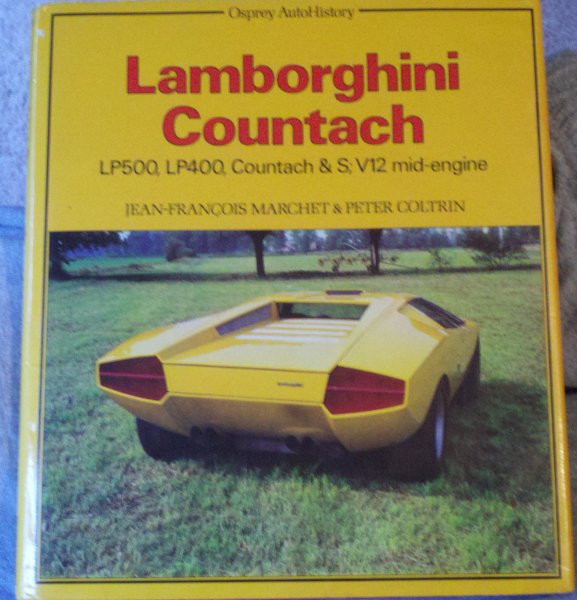 Osprey AutoHistory
Lamborghini
Countach
LP500, LP400, Countach & S; V12 mid-engine
JEAN-FRANÇOIS MARCHET & PETER COLTRIN